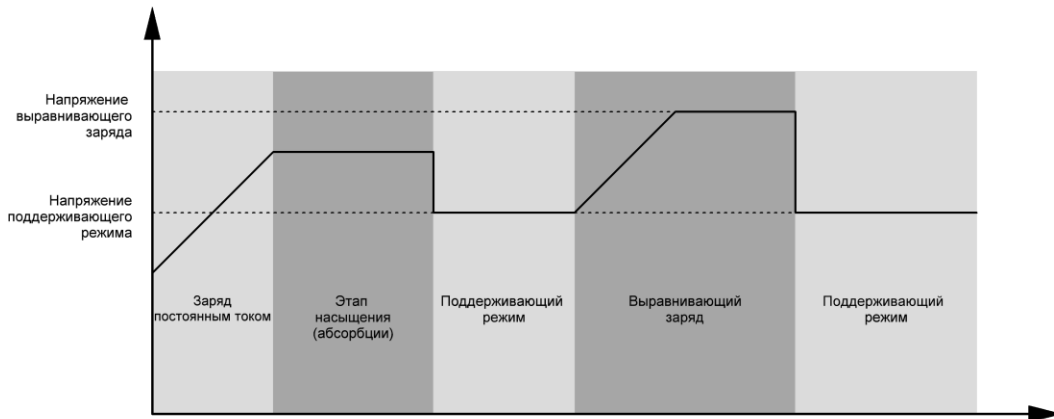 Напряжение
выравнивающего
заряда
Напряжение
поддерживающего
режима
Заряд
постоянным током
Этап
насыщения
(абсорбции)
Поддерживающий
режим
Выравнивающий
заряд
Поддерживающий
режим